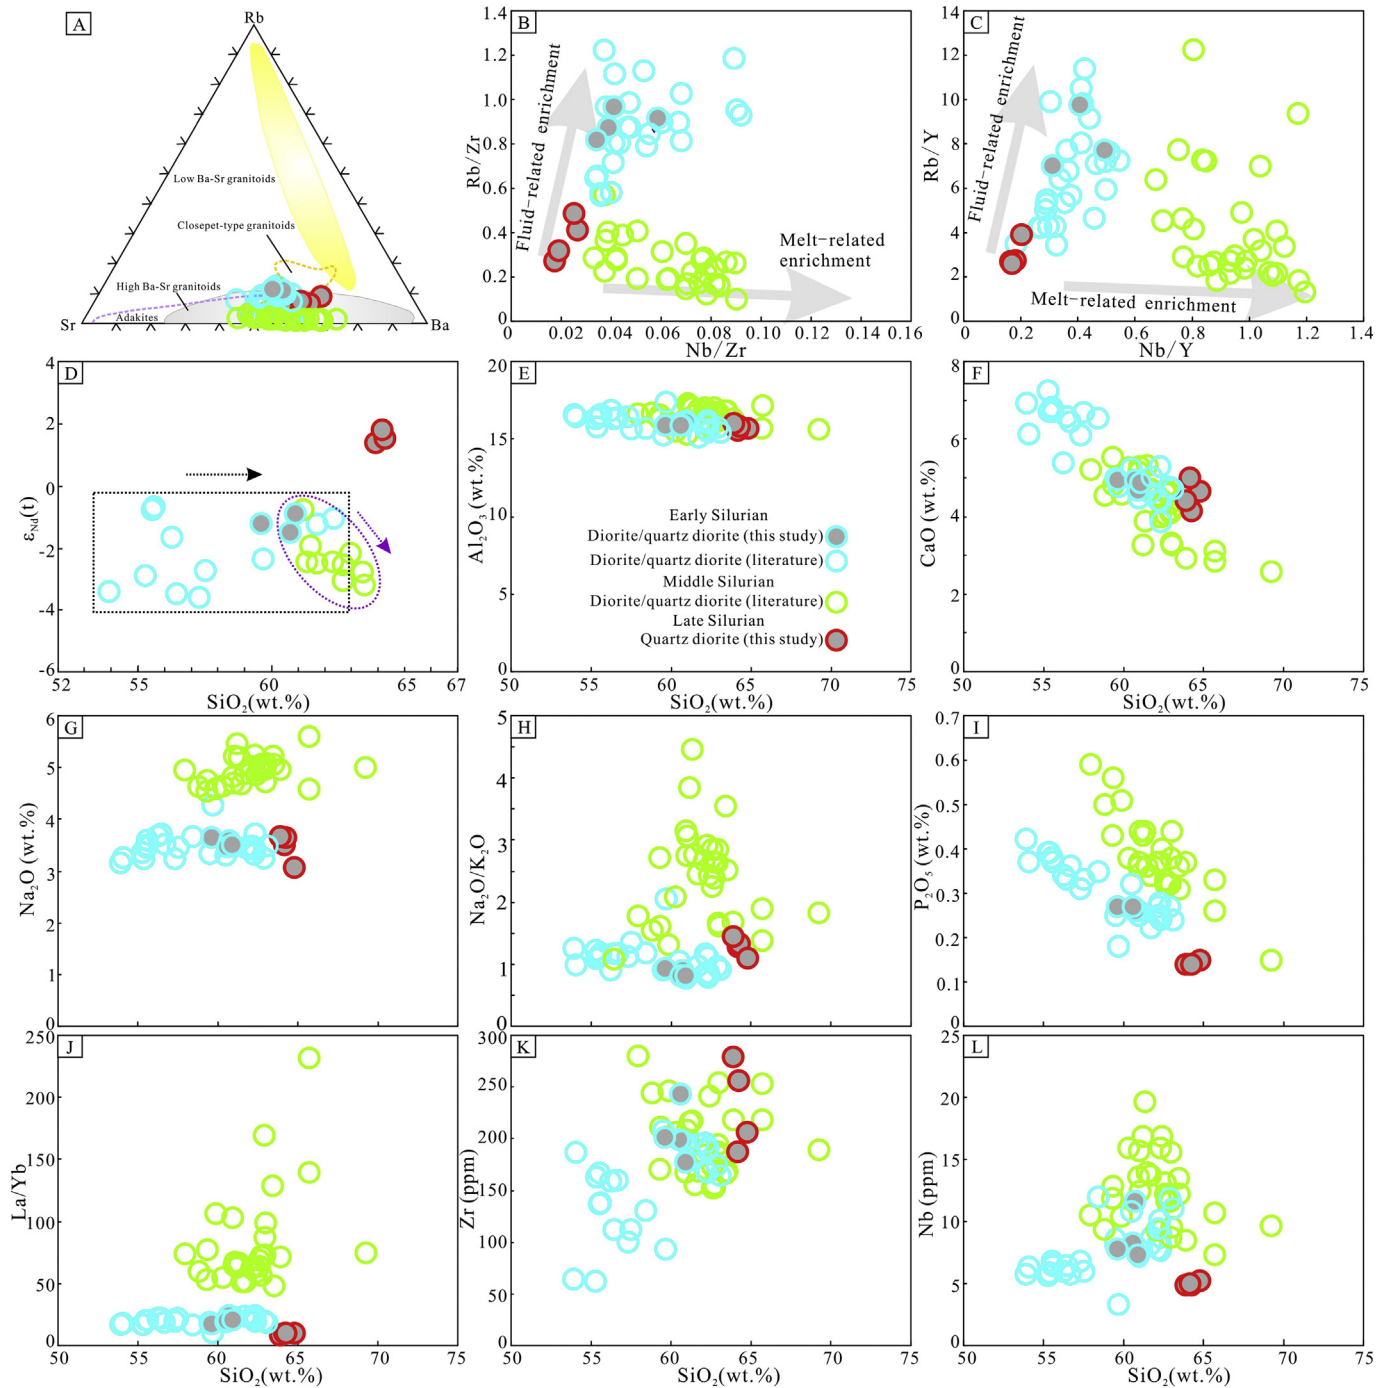 A
Rb
Low Ba-Sr granitoids
Closepet-type granitoids
High Ba-Sr granitoids
Adakites
Sr
Ba
B
1.4
1.2
1.0
0.8
0.6
0.4
0.2
0
Rb/Zr
Fluid-related enrichment
Melt-related
enrichment
0.02
0.04
0.06
0.08
0.10
0.12
0.14
0.16
Nb/Zr
C
14
12
10
8
6
4
2
0
Rb/Y
Fluid-related enrichment
Melt-related enrichment
0
0.2
0.4
0.6
0.8
1.0
1.2
1.4
Nb/Y
D
4
2
0
-2
-4
-6
εNd(t)
52
60
65
67
SiO2(wt.%)
E
20
15
10
5
0
Al2O3 (wt.%)
Early Silurian
Diorite/quartz diorite (this study)
Diorite/quartz diorite (literature)
Middle Silurian
Diorite/quartz diorite (literature)
Late Silurian
Quartz diorite (this study)
50
55
60
65
70
75
SiO2(wt.%)
F
8
6
4
2
0
CaO (wt.%)
50
55
60
65
70
75
SiO2(wt.%)
G
6
5
4
3
2
1
0
Na2O (wt.%)
H
5
4
3
2
1
0
Na2O/K2O
I
0.7
0.6
0.5
0.4
0.3
0.2
0.1
0
P2O5 (wt.%)
J
250
200
150
100
50
0
La/Yb
50
55
60
65
70
75
SiO2(wt.%)
K
300
250
200
150
100
50
0
Zr (ppm)
50
55
60
65
70
75
SiO2(wt.%)
L
25
20
15
10
5
0
Nb (ppm)
50
55
60
65
70
75
SiO2(wt.%)